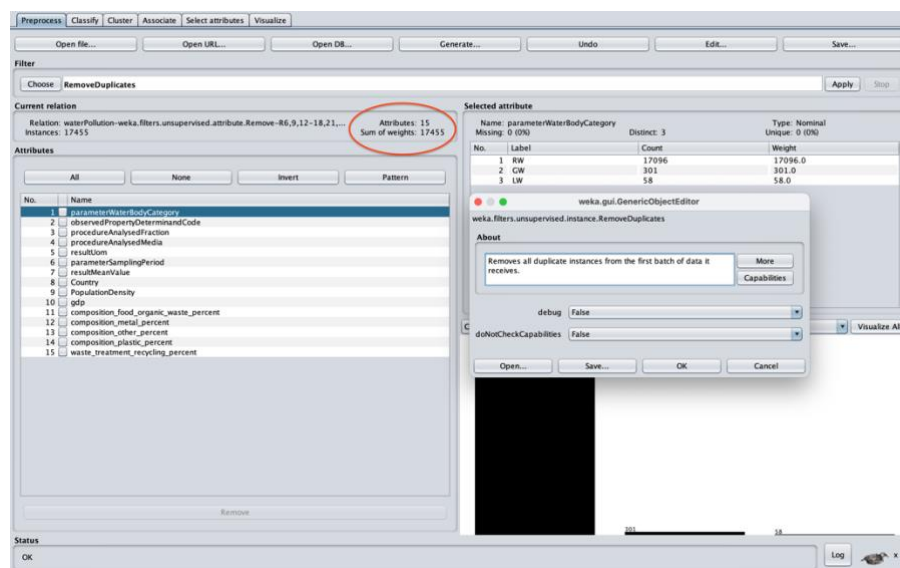 Preprocess Classify Cluster Associate Select attributes Visualize
Open file... Open URL... Open DB... Generate... Undo Edit... Save...
Filter
Choose RemoveDuplicates Apply Stop
Current relation
Relation: waterPollution-weka.filters.unsupervised.attribute.Remove-R6,9,12-18,21,... Attributes: 15
Instances: 17455 Sum of weights: 17455
Attributes
All None Invert Pattern
No. Name
1 parameterWaterBodyCategory
2 observedPropertyDeterminandCode
3 procedureAnalysedFraction
4 procedureAnalysedMedia
5 resultUom
6 parameterSamplingPeriod
7 resultMeanValue
8 Country
9 PopulationDensity
10 gdp
11 composition_food_organic_waste_percent
12 composition_metal_percent
13 composition_other_percent
14 composition_plastic_percent
15 waste_treatment_recycling_percent
Remove
Selected attribute
Name: parameterWaterBodyCategory Type: Nominal
Missing: 0 (0%) Distinct: 3 Unique: 0 (0%)
No. Label Count Weight
1 RW 17096 17096.0
2 GW 301 301.0
3 LW 58 58.0
weka.gui.GenericObjectEditor
weka.filters.unsupervised.instance.RemoveDuplicates
About
Removes all duplicate instances from the first batch of data it
receives.
More
Capabilities
debug False
doNotCheckCapabilities False
Open... Save... OK Cancel
Visualize All
301 58
Status
OK
Log x